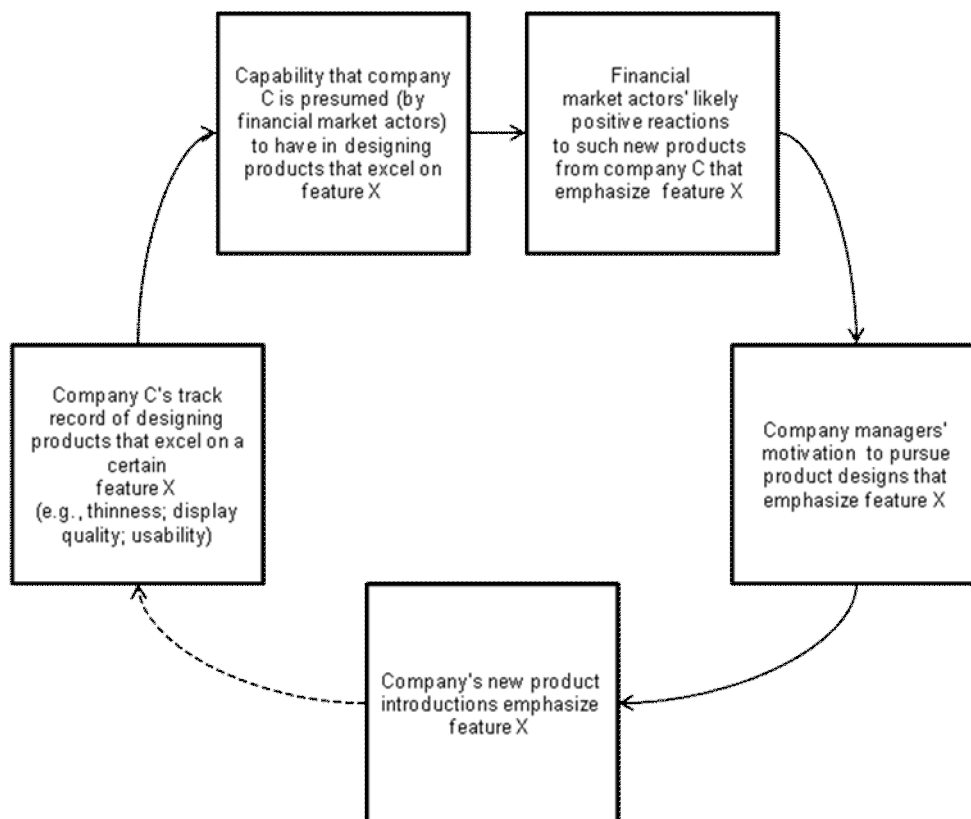 Capability that company
C is presumed (by
financial market actors)
to have in designing
products that excel on
feature X
Financial
market actors' likely
positive reactions
to such new products
from company C that
emphasize feature X
Company C's track
record of designing
products that excel on a
certain
feature X
(e.g., thinness; display
quality; usability)
Company managers'
motivation to pursue
product designs that
emphasize feature X
Company's new product
introductions emphasize
feature X